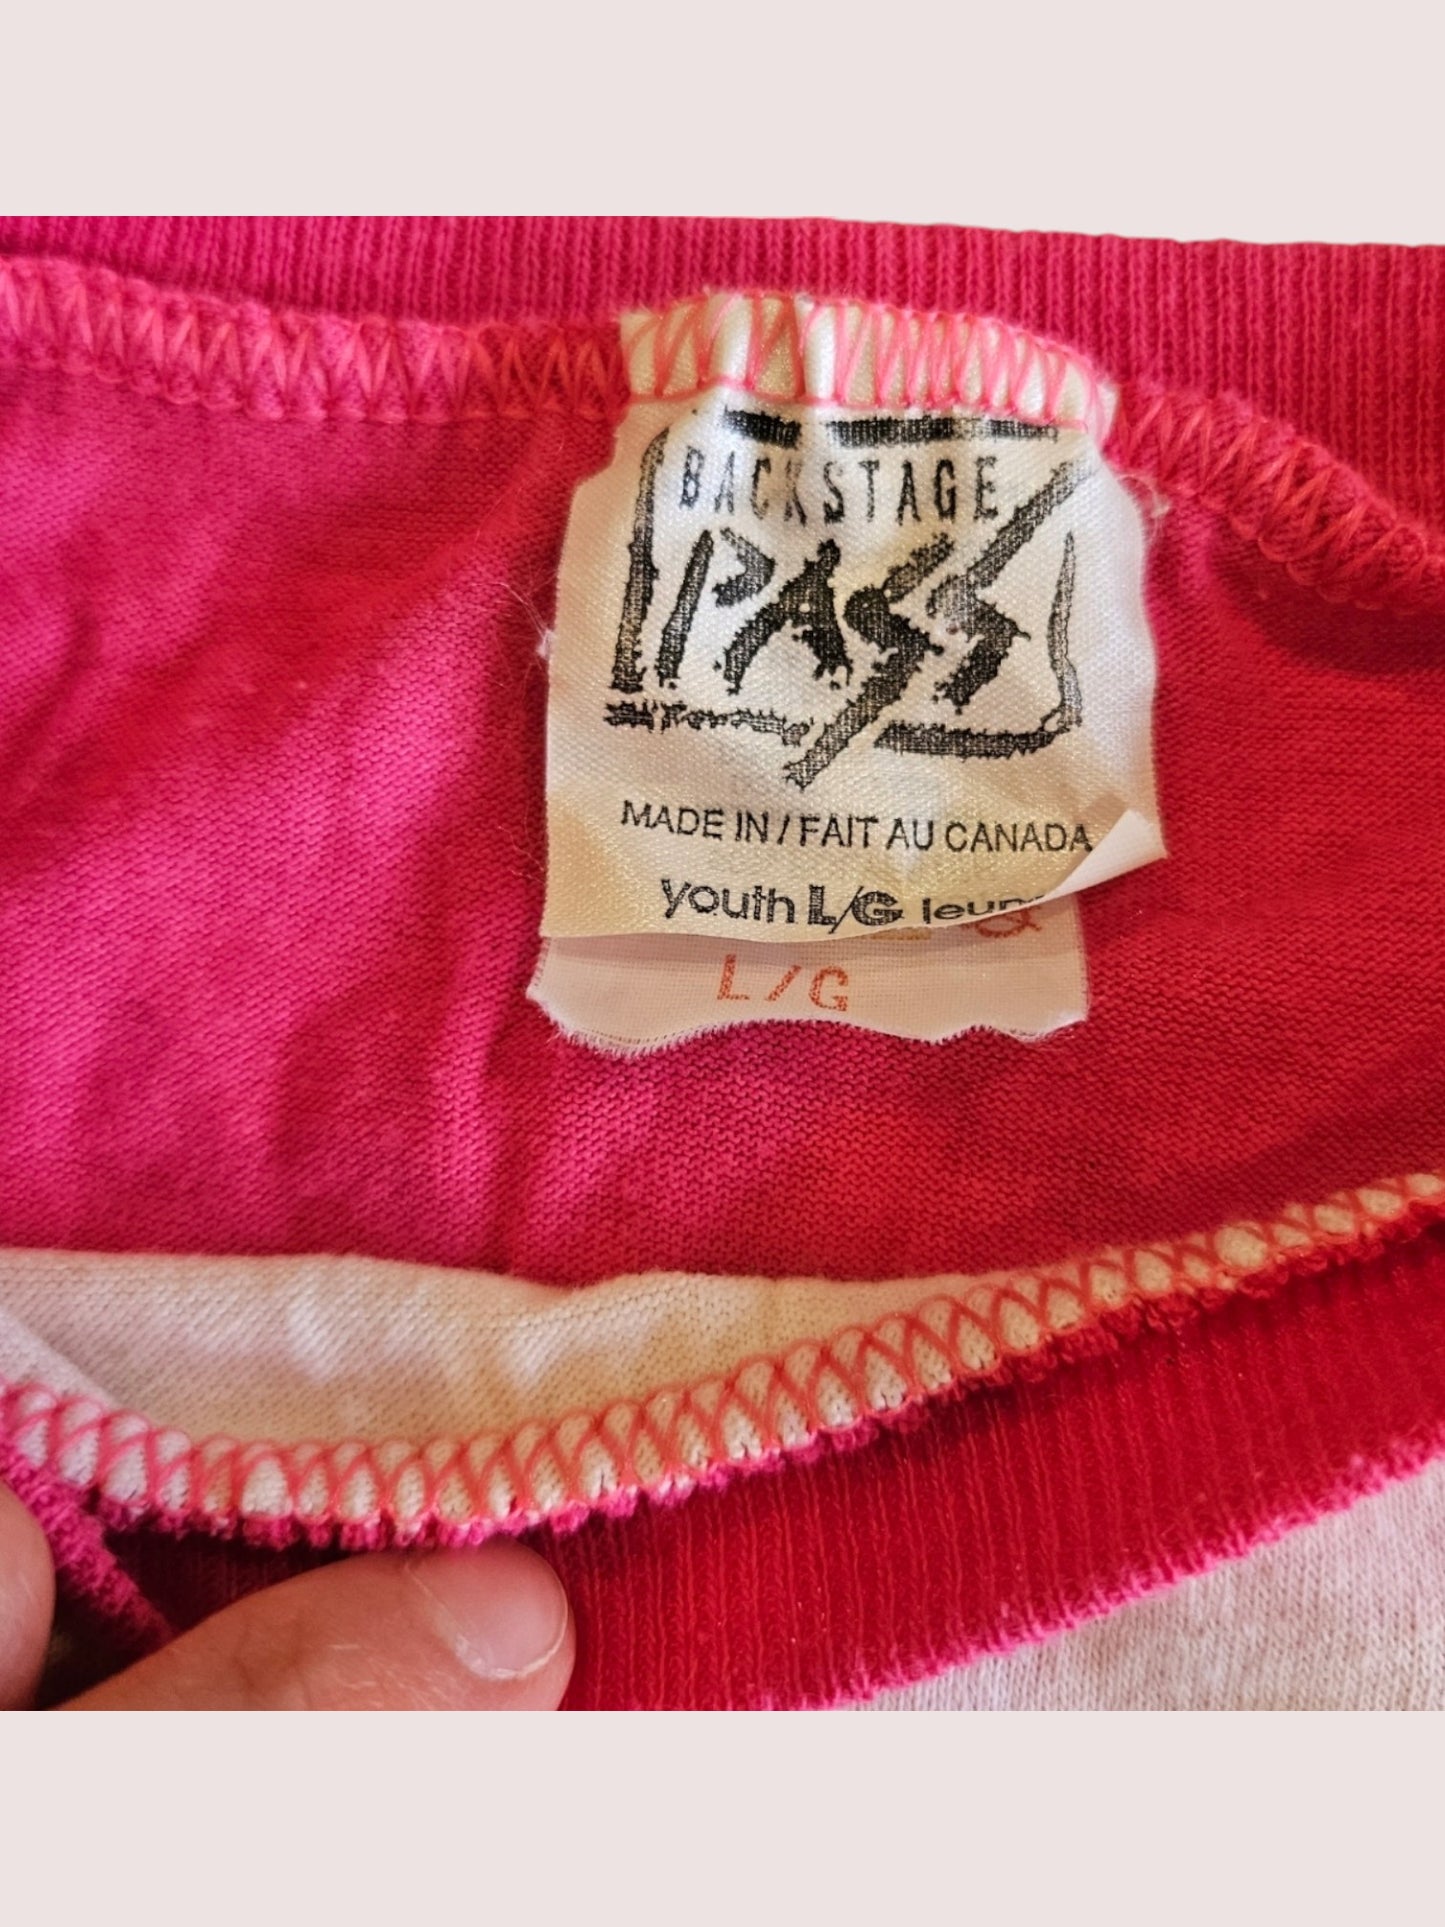 BACKSTAGE
PASS
MADE IN / FAIT AU CANADA
youth L/G
L/G